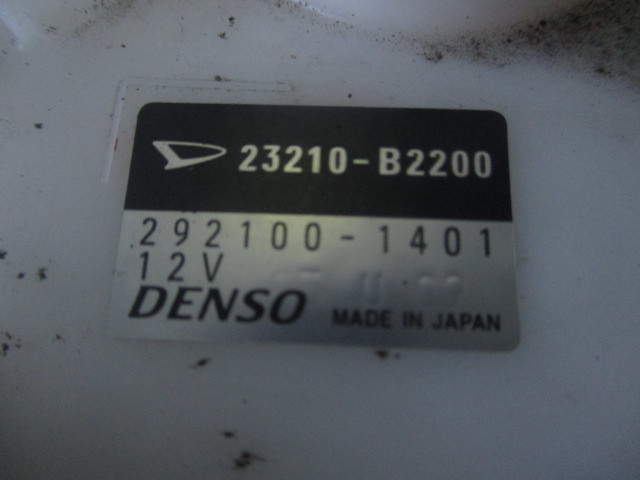 23210-B2200
292100-1401
12V
DENSO MADE IN JAPAN